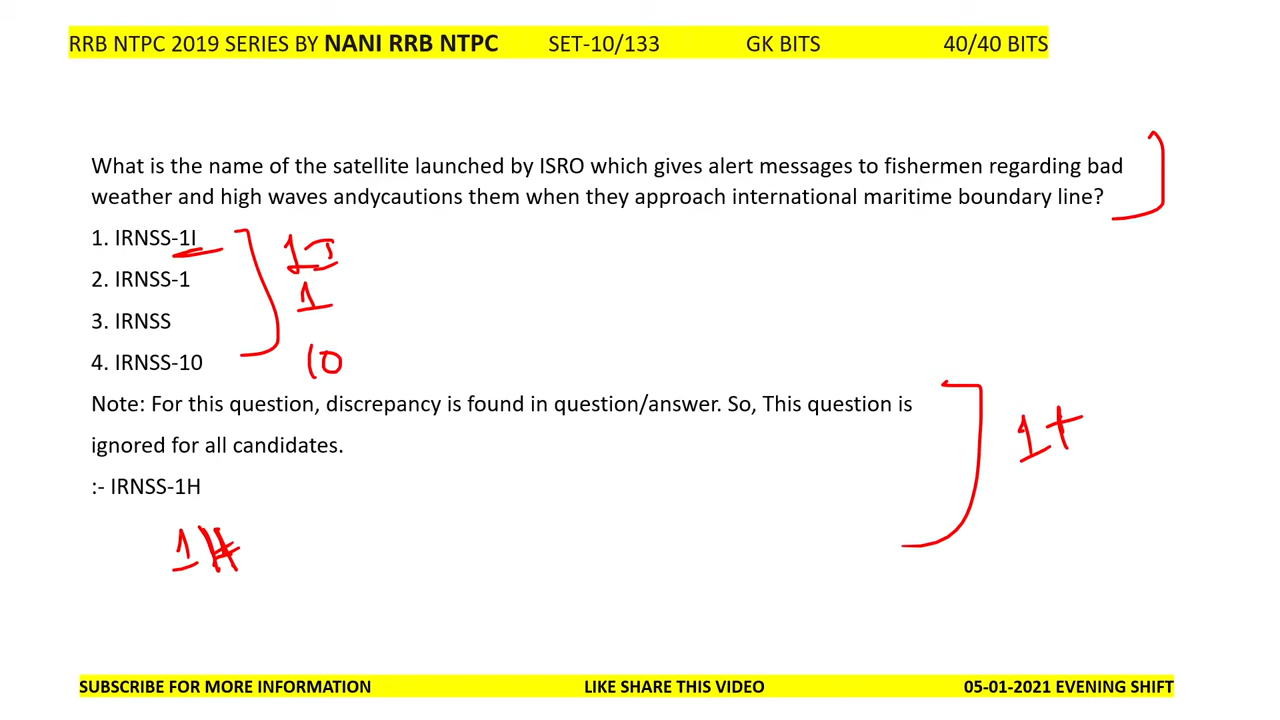 RRB NTPC 2019 SERIES BY NANI RRB NTPC SET-10/133 GK BITS 40/40 BITS
What is the name of the satellite launched by ISRO which gives alert messages to fishermen regarding bad
weather and high waves andycautions them when they approach international maritime boundary line?
1. IRNSS-1I
1I
2. IRNSS-1
1
3. IRNSS
4. IRNSS-10
10
Note: For this question, discrepancy is found in question/answer. So, This question is
ignored for all candidates.
:- IRNSS-1H
1H
SUBSCRIBE FOR MORE INFORMATION LIKE SHARE THIS VIDEO 05-01-2021 EVENING SHIFT